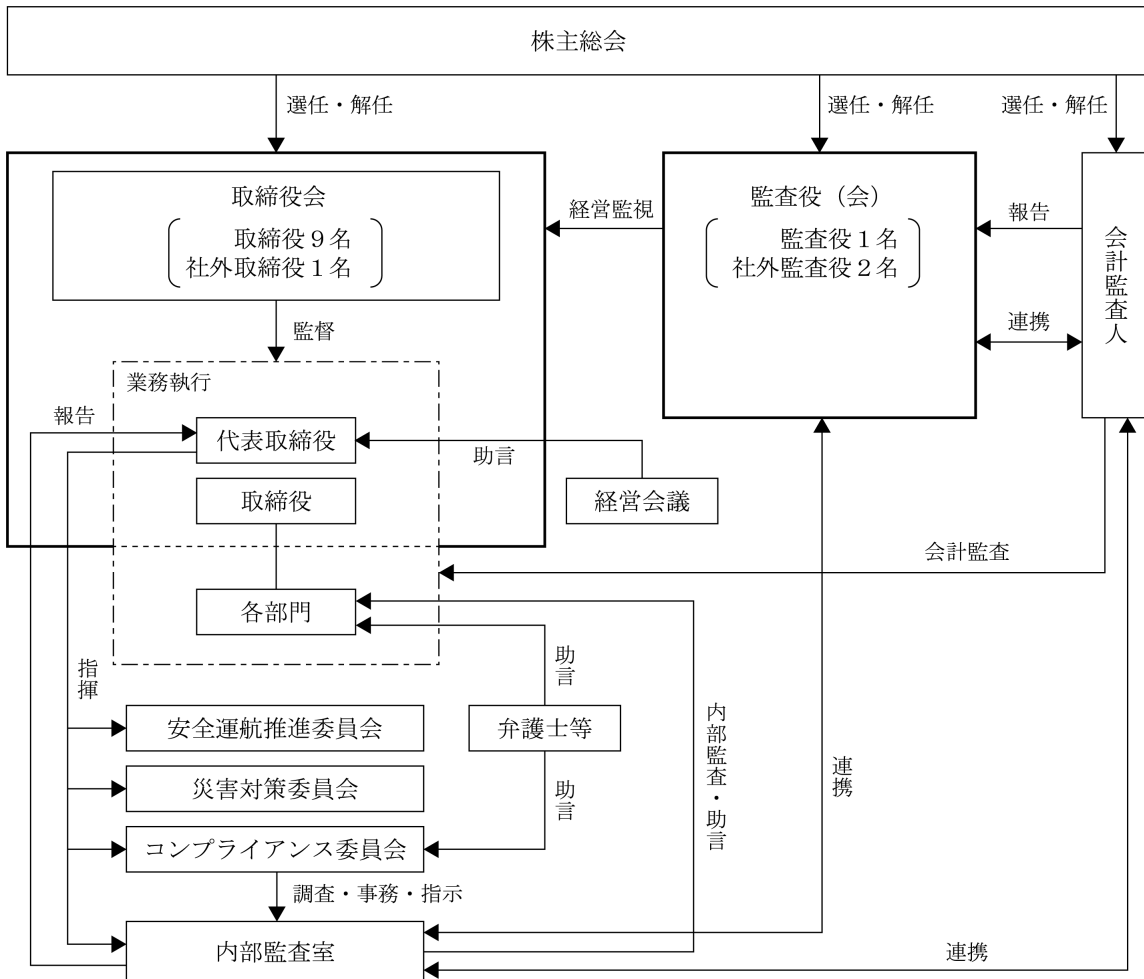 株主総会
選任・解任
選任・解任
選任・解任
取締役会
取締役９名
社外取締役１名
経営監視
監査役（会）
監査役１名
社外監査役２名
報告
会計監査人
連携
監督
業務執行
報告
代表取締役
助言
取締役
経営会議
会計監査
各部門
指揮
助言
安全運航推進委員会
弁護士等
内部監査・助言
連携
災害対策委員会
助言
コンプライアンス委員会
調査・事務・指示
内部監査室
連携